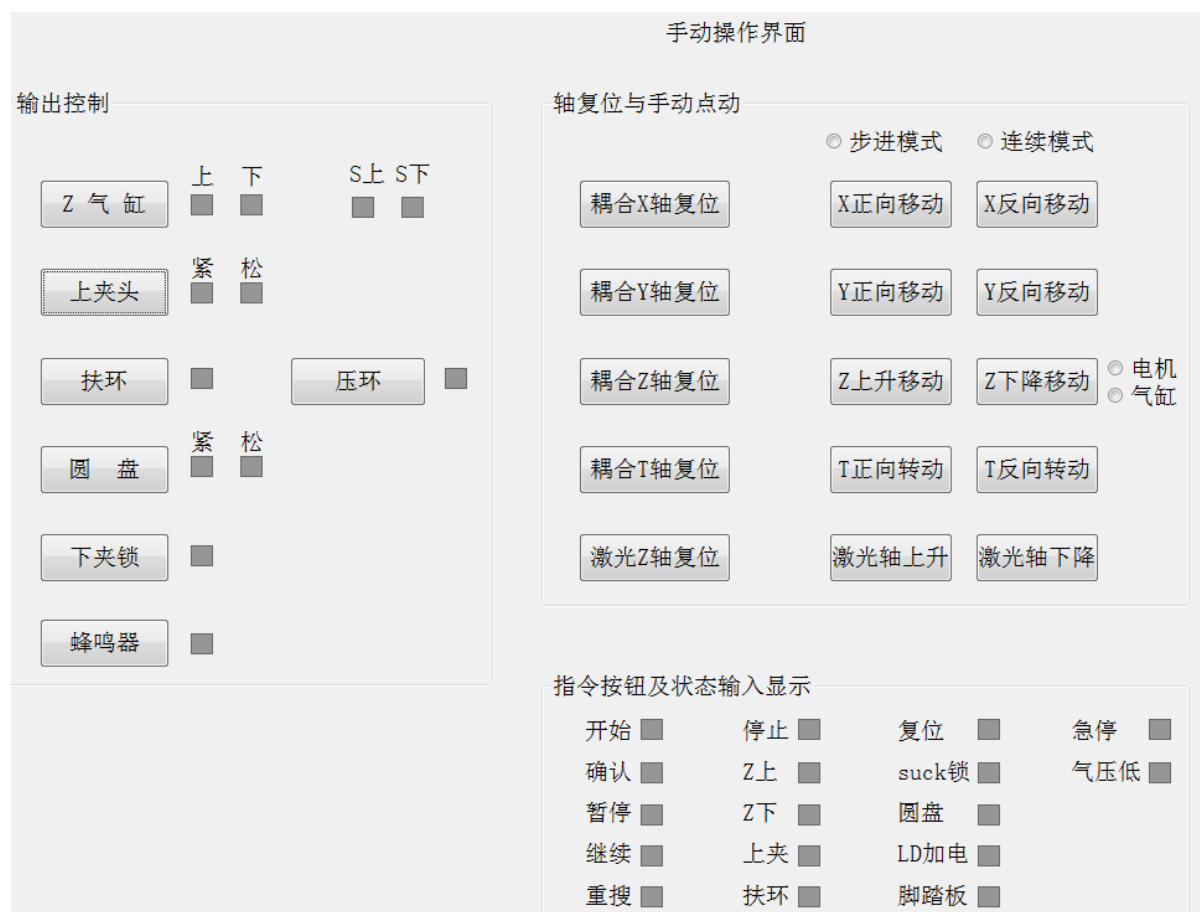 手动操作界面
输出控制
上 下 S上 S下
Z 气 缸
紧 松
上夹头
扶环 压环
紧 松
圆 盘
下夹锁
蜂鸣器
轴复位与手动点动
步进模式 连续模式
耦合X轴复位 X正向移动 X反向移动
耦合Y轴复位 Y正向移动 Y反向移动
耦合Z轴复位 Z上升移动 Z下降移动 电机
气缸
耦合T轴复位 T正向转动 T反向转动
激光Z轴复位 激光轴上升 激光轴下降
指令按钮及状态输入显示
开始 停止 复位 急停
确认 Z上 suck锁 气压低
暂停 Z下 圆盘
继续 上夹 LD加电
重搜 扶环 脚踏板